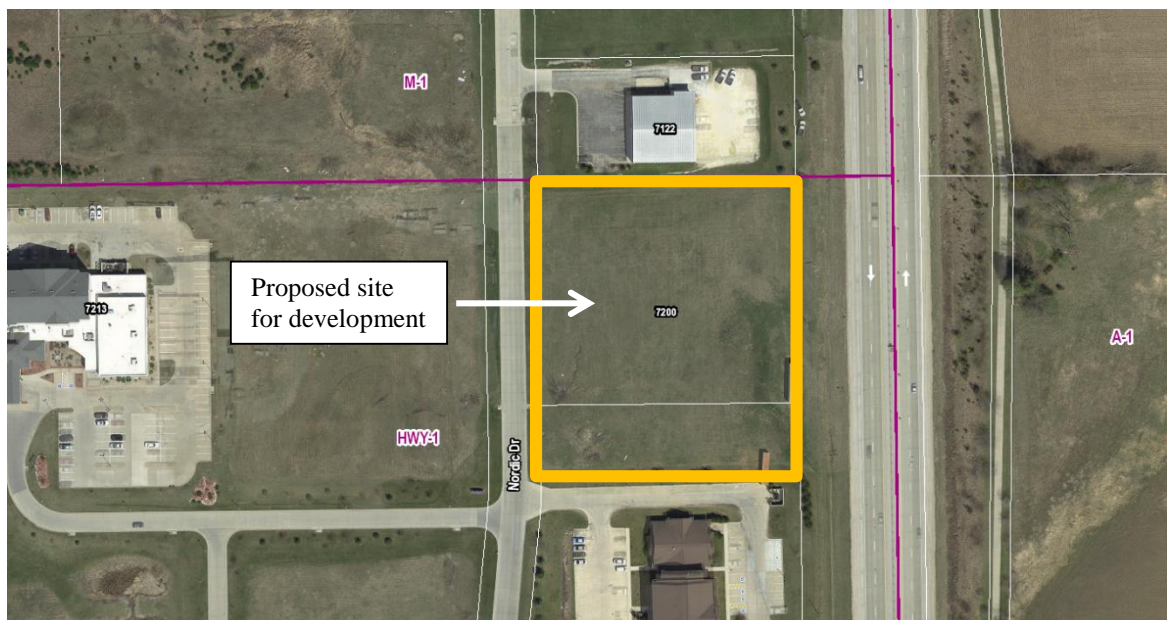 M-1
7122
7213
Proposed site
for development
7200
A-1
HWY-1
Nordic Dr